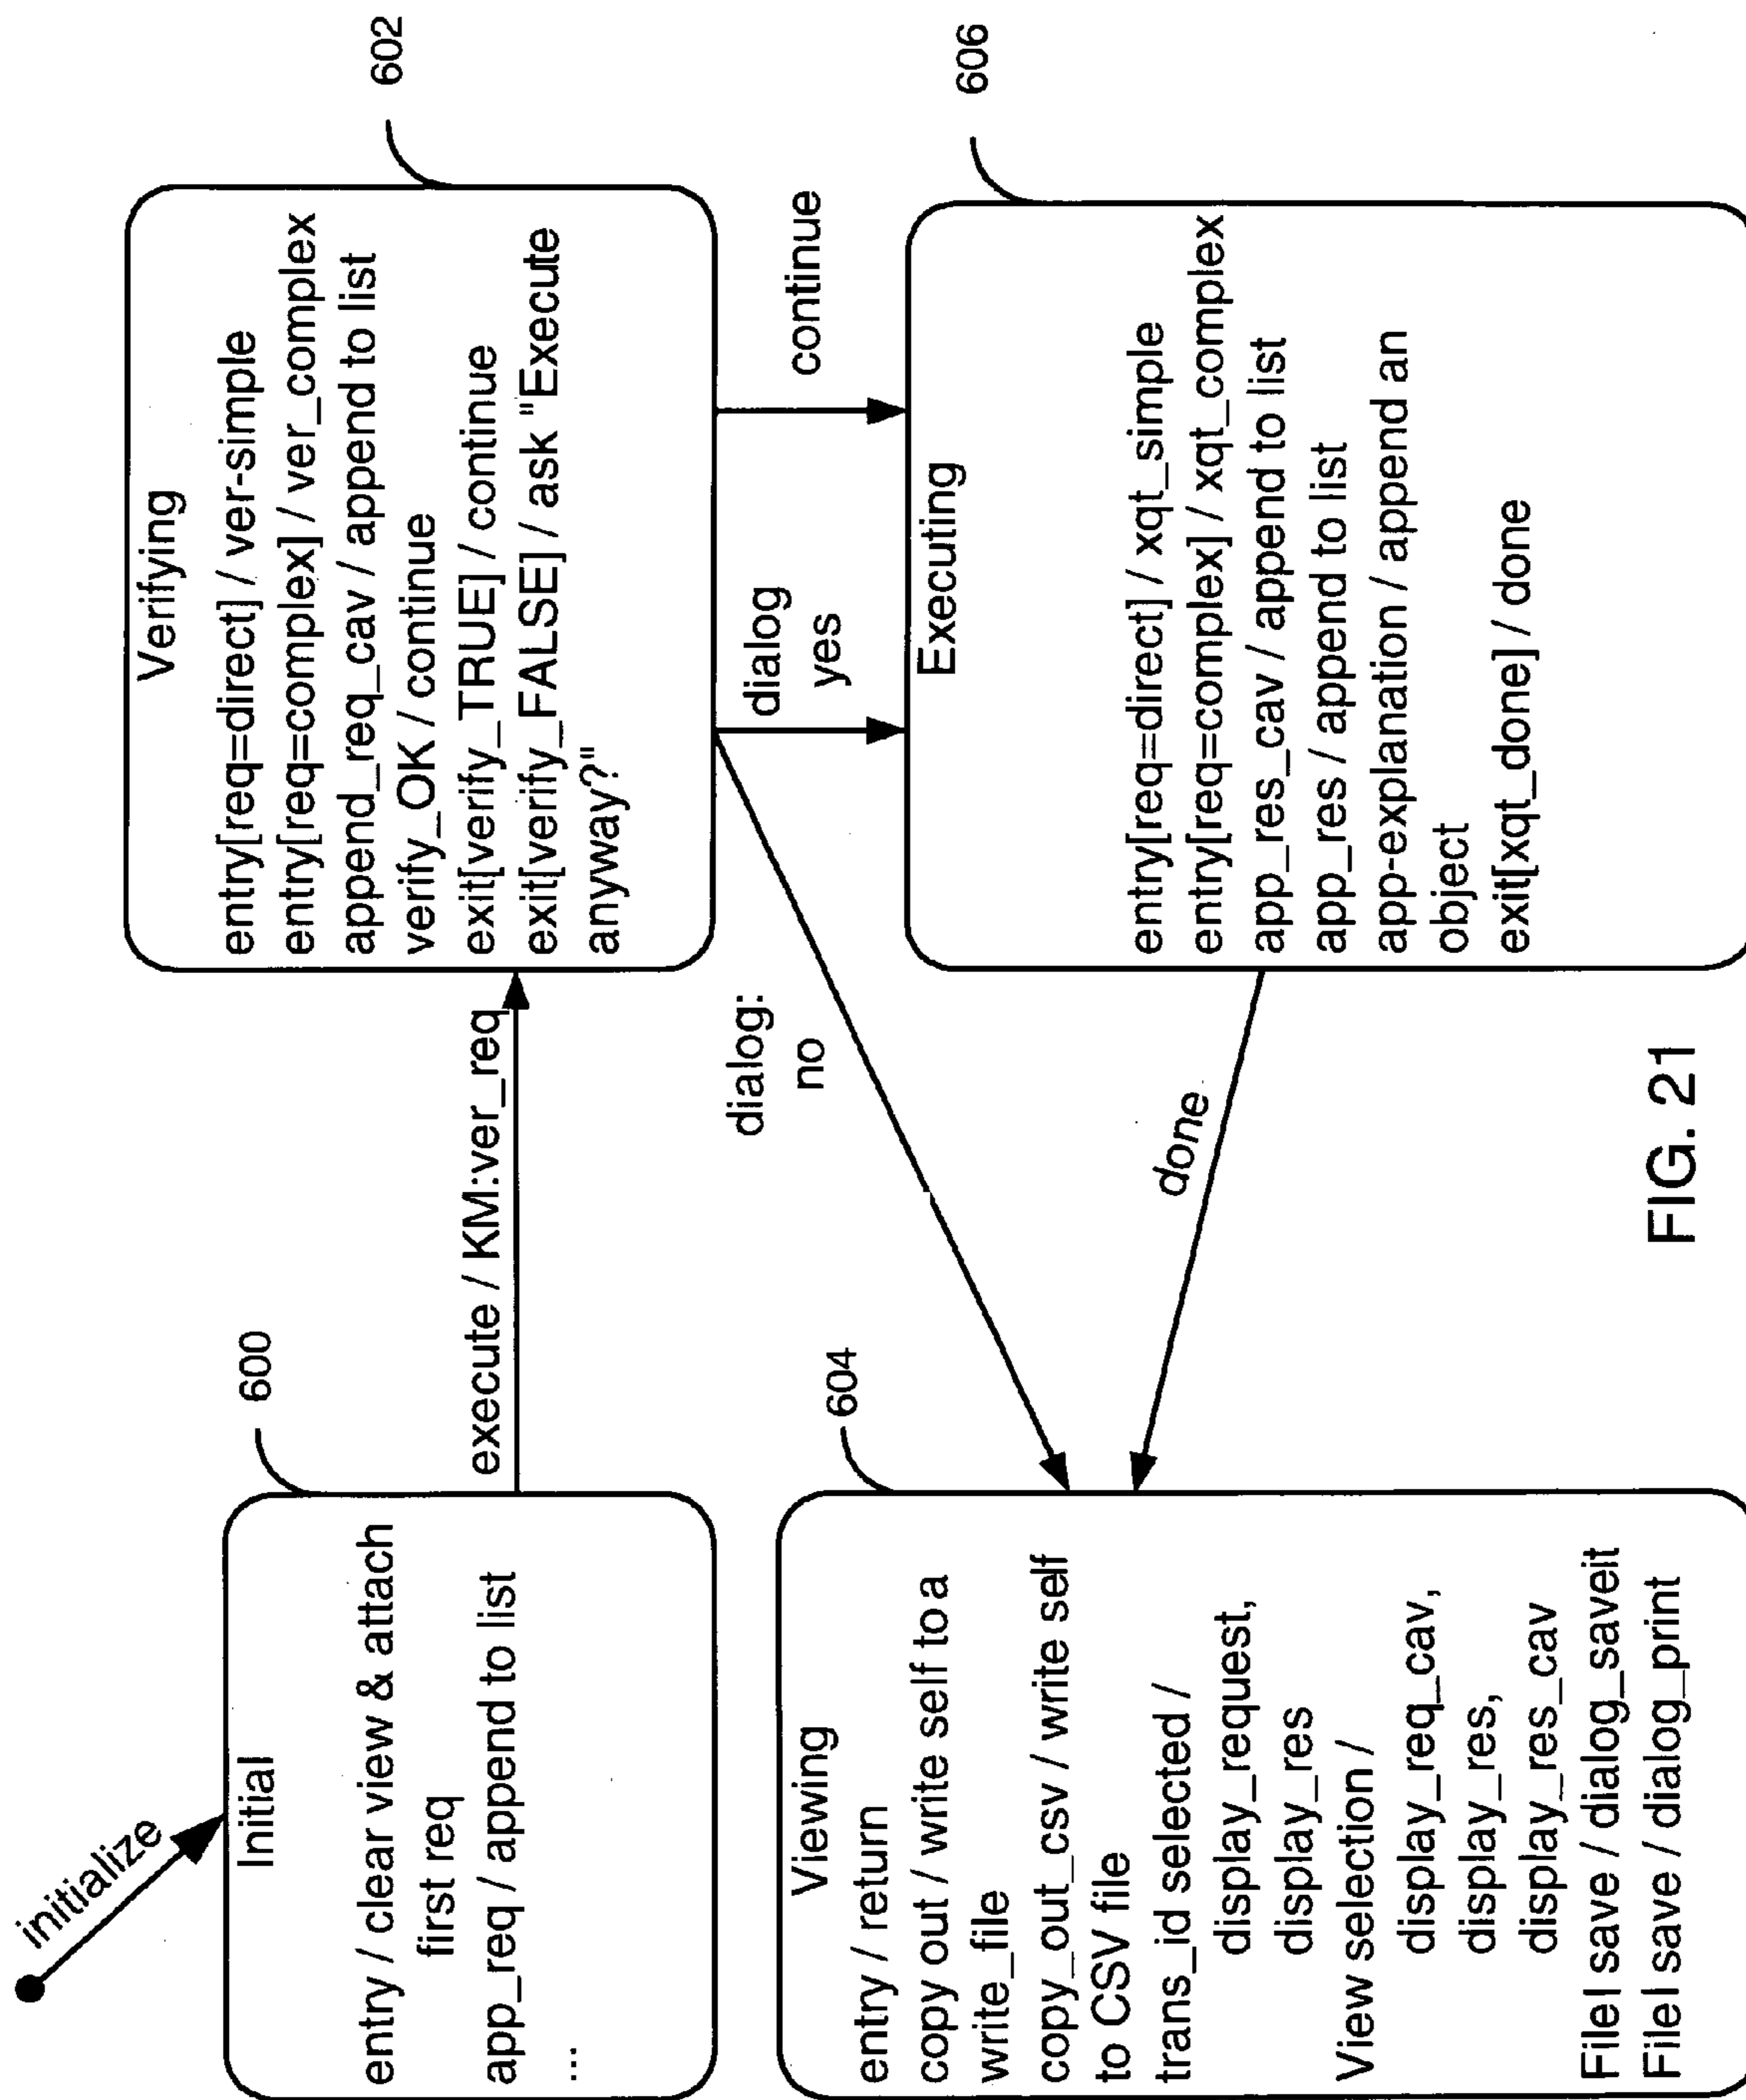 initialize
600
Initial
entry / clear view & attach
first req
app_req / append to list
...
execute / KM:ver_req
602
Verifying
entry[req=direct] / ver-simple
entry[req=complex] / ver_complex
append_req_cav / append to list
verify_OK / continue
exit[verify_TRUE] / continue
exit[verify_FALSE] / ask "Execute
anyway?"
dialog:
no
dialog
yes
continue
604
Viewing
entry / return
copy out / write self to a
write_file
copy_out_csv / write self
to CSV file
trans_id selected /
display_request,
display_res
View selection /
display_req_cav,
display_res,
display_res_cav
File| save / dialog_saveit
File| save / dialog_print
done
606
Executing
entry[req=direct] / xqt_simple
entry[req=complex] / xqt_complex
app_res_cav / append to list
app_res / append to list
app-explanation / append an
object
exit[xqt_done] / done
FIG. 21